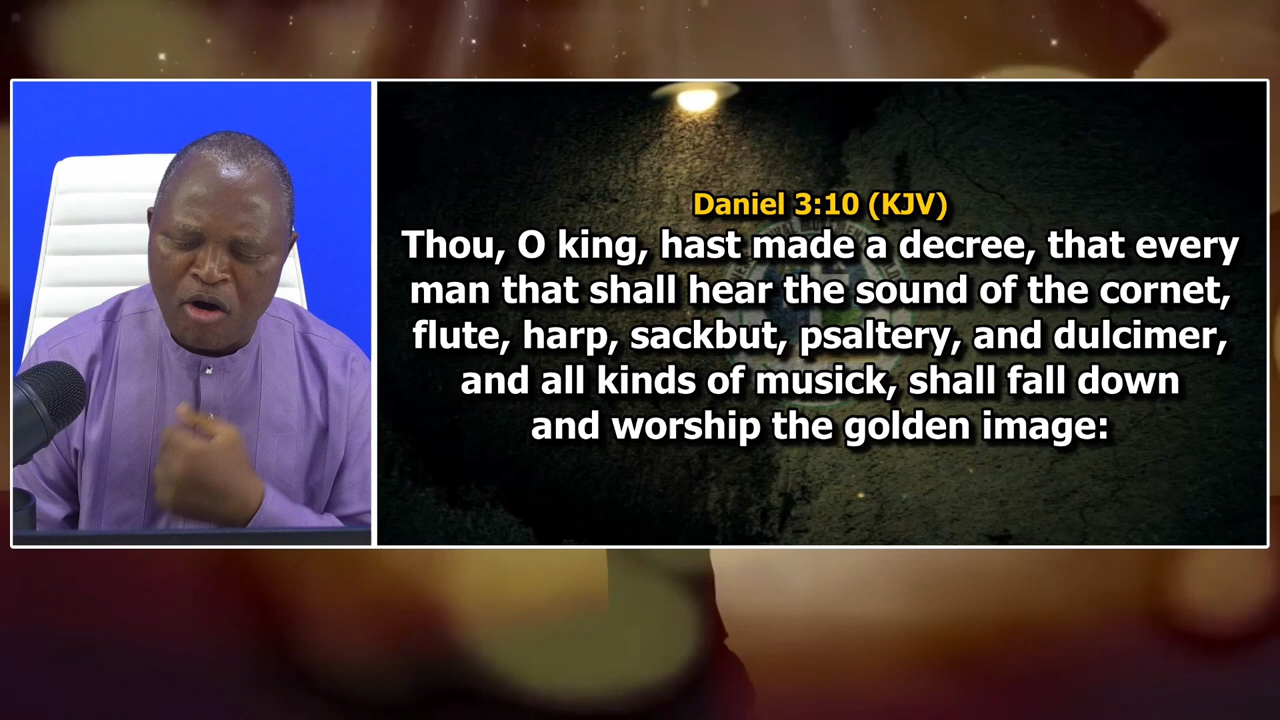 Daniel 3:10 (KJV)
Thou, O king, hast made a decree, that every
man that shall hear the sound of the cornet,
flute, harp, sackbut, psaltery, and dulcimer,
and all kinds of musick, shall fall down
and worship the golden image: